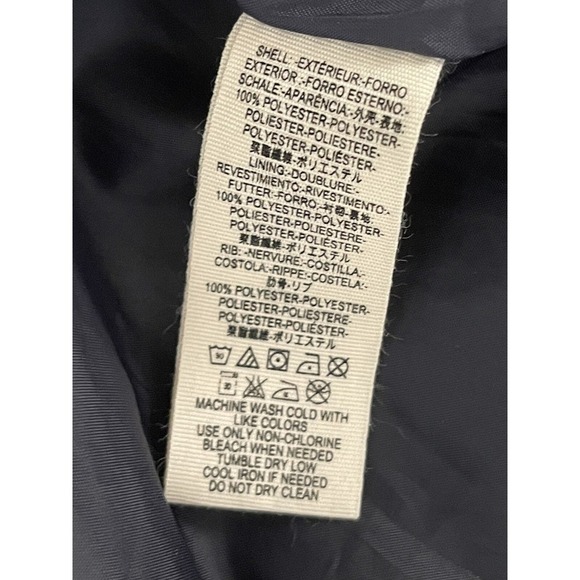 SHELL: -EXTÉRIEUR-FORRO
EXTERIOR -FORRO ESTERNO:-
SCHALE:-APARÊNCIA:-外壳:-表地:
100% POLYESTER-POLYESTER-
POLIESTER-POLIESTERE-
POLYESTER-POLIÉSTER-
聚酯纖維-ポリエステル
LINING:-DOUBLURE:-
REVESTIMIENTO:-RIVESTIMENTO:-
FUTTER:-FORRO:-衬砌:-裏地:
100% POLYESTER-POLYESTER-
POLIESTER-POLIESTERE-
POLYESTER-POLIÉSTER-
聚酯纖維-ポリエステル
RIB: -NERVURE:-COSTILLA:-
COSTOLA:-RIPPE:-COSTELA:-
肋骨-リブ
100% POLYESTER-POLYESTER-
POLIESTER-POLIESTERE-
POLYESTER-POLIÉSTER-
聚酯纖維-ポリエステル
30
MACHINE WASH COLD WITH
LIKE COLORS
USE ONLY NON-CHLORINE
BLEACH WHEN NEEDED
TUMBLE DRY LOW
COOL IRON IF NEEDED
DO NOT DRY CLEAN